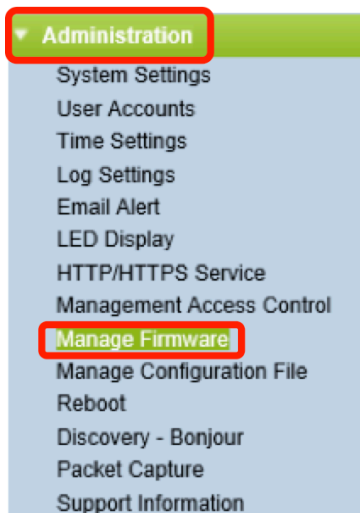 Administration
System Settings
User Accounts
Time Settings
Log Settings
Email Alert
LED Display
HTTP/HTTPS Service
Management Access Control
Manage Firmware
Manage Configuration File
Reboot
Discovery - Bonjour
Packet Capture
Support Information